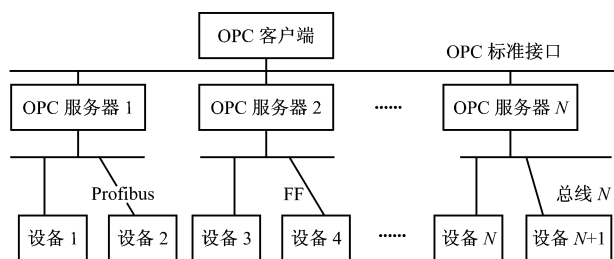 OPC 客户端
OPC 标准接口
OPC 服务器 1
OPC 服务器 2
······
OPC 服务器 N
Profibus
FF
总线 N
设备 1
设备 2
设备 3
设备 4
······
设备 N
设备 N+1